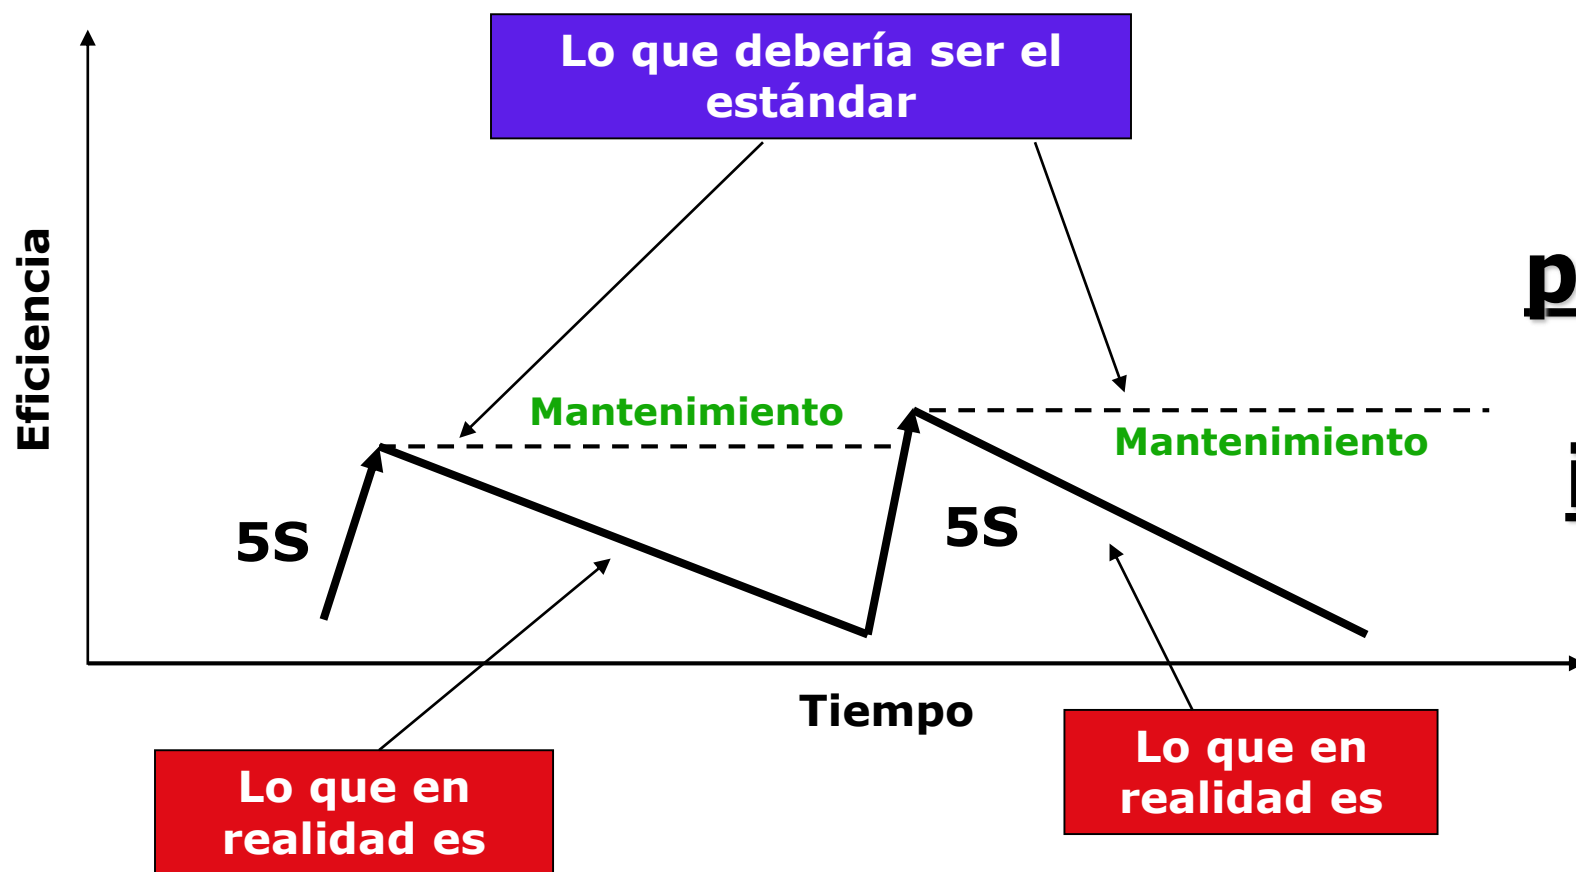 Lo que debería ser el
estándar
Eficiencia
Mantenimiento
Mantenimiento
5S
5S
Tiempo
Lo que en
realidad es
Lo que en
realidad es